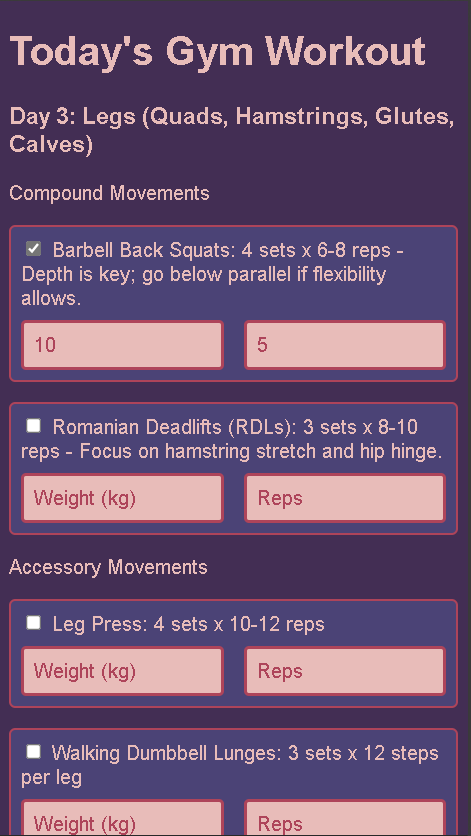 Today's Gym Workout
Day 3: Legs (Quads, Hamstrings, Glutes,
Calves)
Compound Movements
Barbell Back Squats: 4 sets x 6-8 reps -
Depth is key; go below parallel if flexibility
allows.
10 5
Romanian Deadlifts (RDLs): 3 sets x 8-10
reps - Focus on hamstring stretch and hip hinge.
Weight (kg) Reps
Accessory Movements
Leg Press: 4 sets x 10-12 reps
Weight (kg) Reps
Walking Dumbbell Lunges: 3 sets x 12 steps
per leg
Weight (kg) Reps